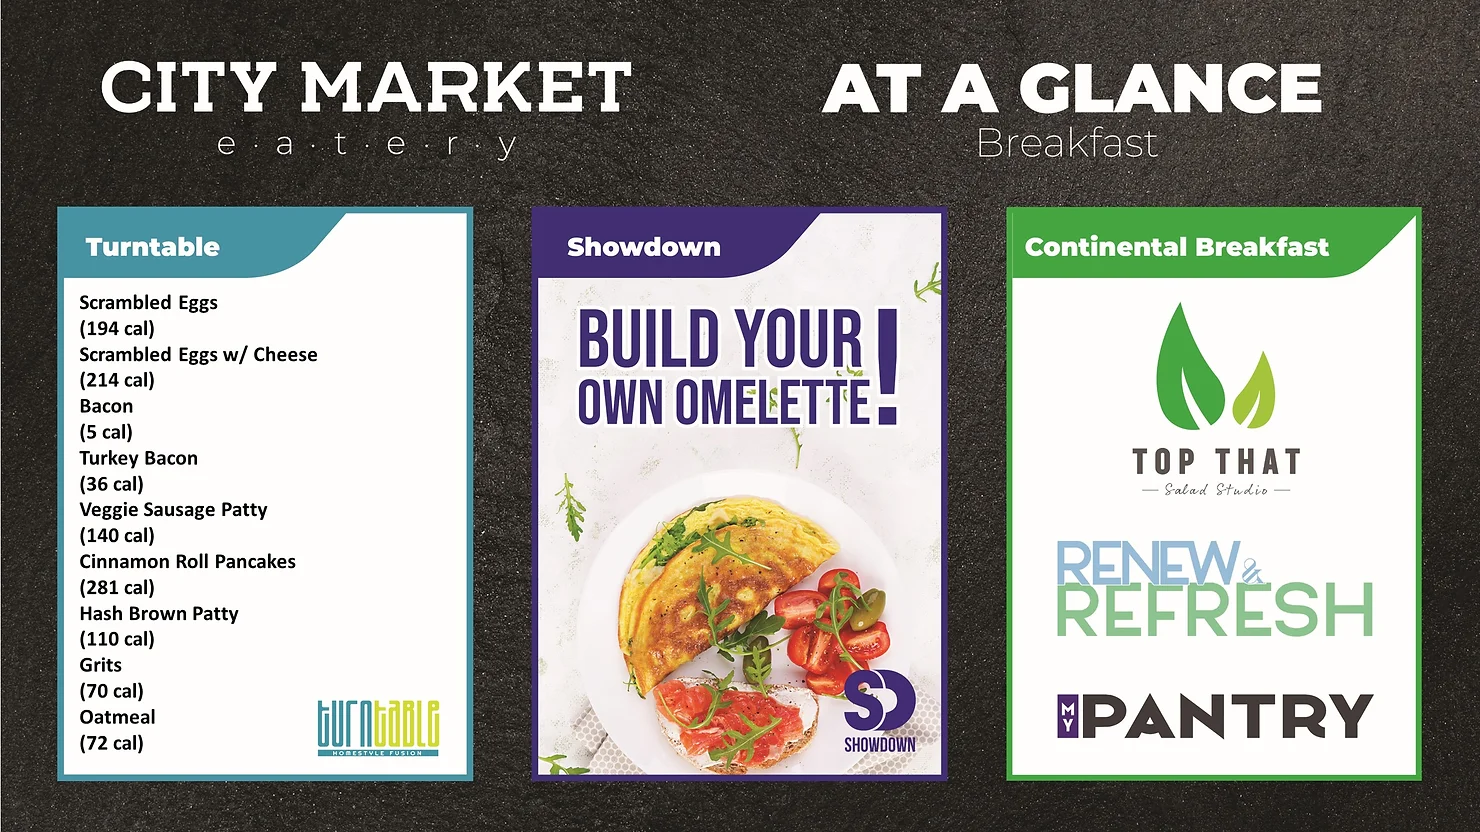 CITY MARKET
e·a·t·e·r·y
AT A GLANCE
Breakfast
Turntable
Scrambled Eggs
(194 cal)
Scrambled Eggs w/ Cheese
(214 cal)
Bacon
(5 cal)
Turkey Bacon
(36 cal)
Veggie Sausage Patty
(140 cal)
Cinnamon Roll Pancakes
(281 cal)
Hash Brown Patty
(110 cal)
Grits
(70 cal)
Oatmeal
(72 cal)
turntable
HOMESTYLE FUSION
Showdown
BUILD YOUR
OWN OMELETTE!
SD
SHOWDOWN
Continental Breakfast
TOP THAT
— Salad Studio —
RENEW &
REFRESH
MY PANTRY